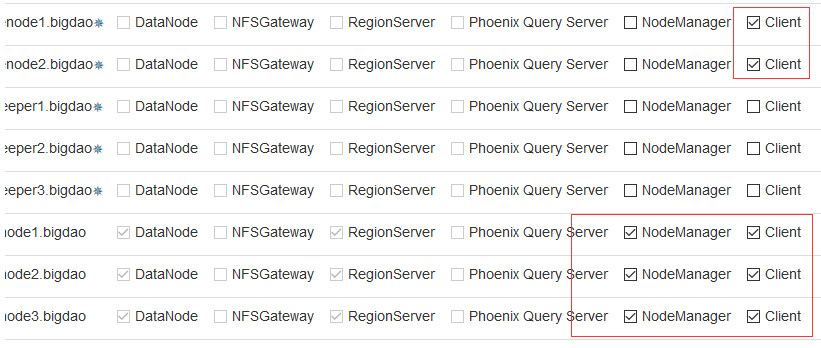 enode1.bigdao DataNode NFSGateway RegionServer Phoenix Query Server NodeManager Client
enode2.bigdao DataNode NFSGateway RegionServer Phoenix Query Server NodeManager Client
eeper1.bigdao DataNode NFSGateway RegionServer Phoenix Query Server NodeManager Client
eeper2.bigdao DataNode NFSGateway RegionServer Phoenix Query Server NodeManager Client
eeper3.bigdao DataNode NFSGateway RegionServer Phoenix Query Server NodeManager Client
node1.bigdao DataNode NFSGateway RegionServer Phoenix Query Server NodeManager Client
node2.bigdao DataNode NFSGateway RegionServer Phoenix Query Server NodeManager Client
node3.bigdao DataNode NFSGateway RegionServer Phoenix Query Server NodeManager Client